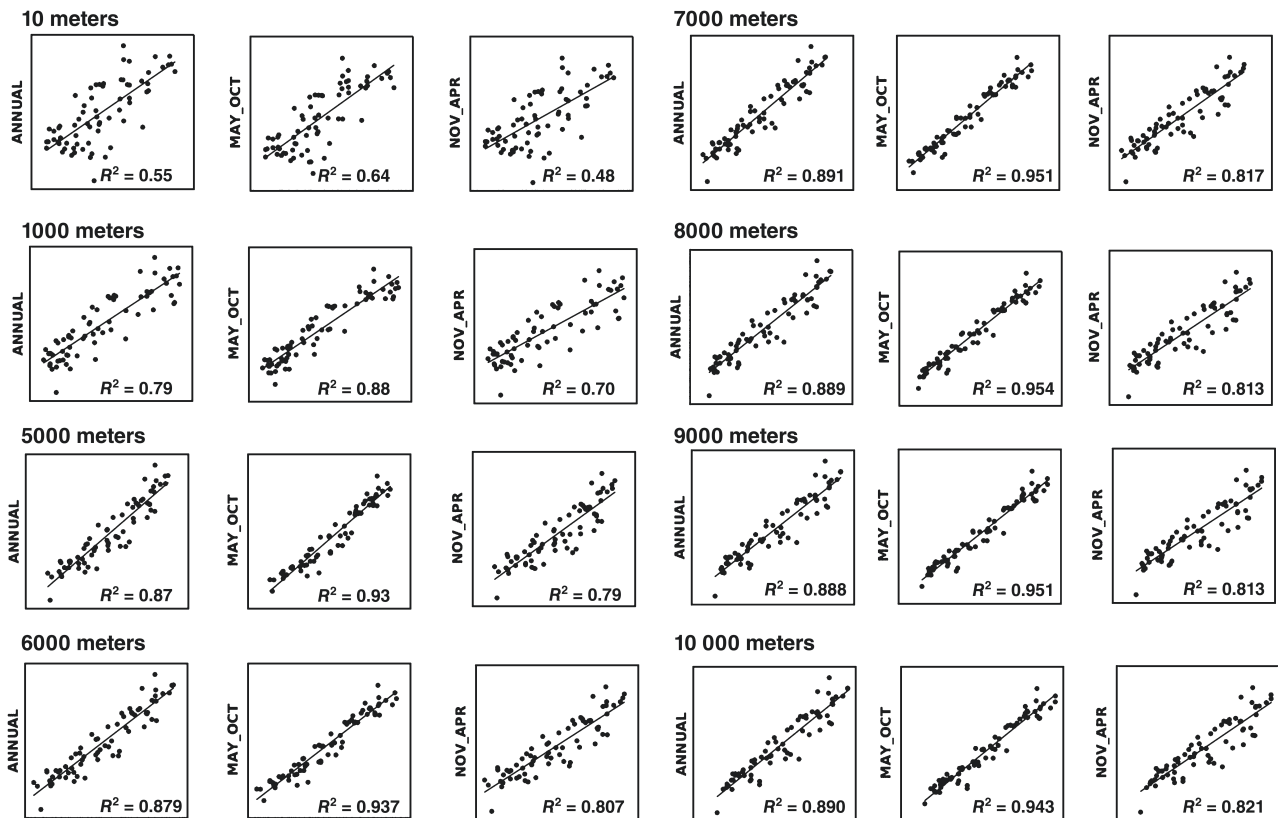 10 meters
ANNUAL
R² = 0.55
MAY_OCT
R² = 0.64
NOV_APR
R² = 0.48
1000 meters
ANNUAL
R² = 0.79
MAY_OCT
R² = 0.88
NOV_APR
R² = 0.70
5000 meters
ANNUAL
R² = 0.87
MAY_OCT
R² = 0.93
NOV_APR
R² = 0.79
6000 meters
ANNUAL
R² = 0.879
MAY_OCT
R² = 0.937
NOV_APR
R² = 0.807
7000 meters
ANNUAL
R² = 0.891
MAY_OCT
R² = 0.951
NOV_APR
R² = 0.817
8000 meters
ANNUAL
R² = 0.889
MAY_OCT
R² = 0.954
NOV_APR
R² = 0.813
9000 meters
ANNUAL
R² = 0.888
MAY_OCT
R² = 0.951
NOV_APR
R² = 0.813
10 000 meters
ANNUAL
R² = 0.890
MAY_OCT
R² = 0.943
NOV_APR
R² = 0.821